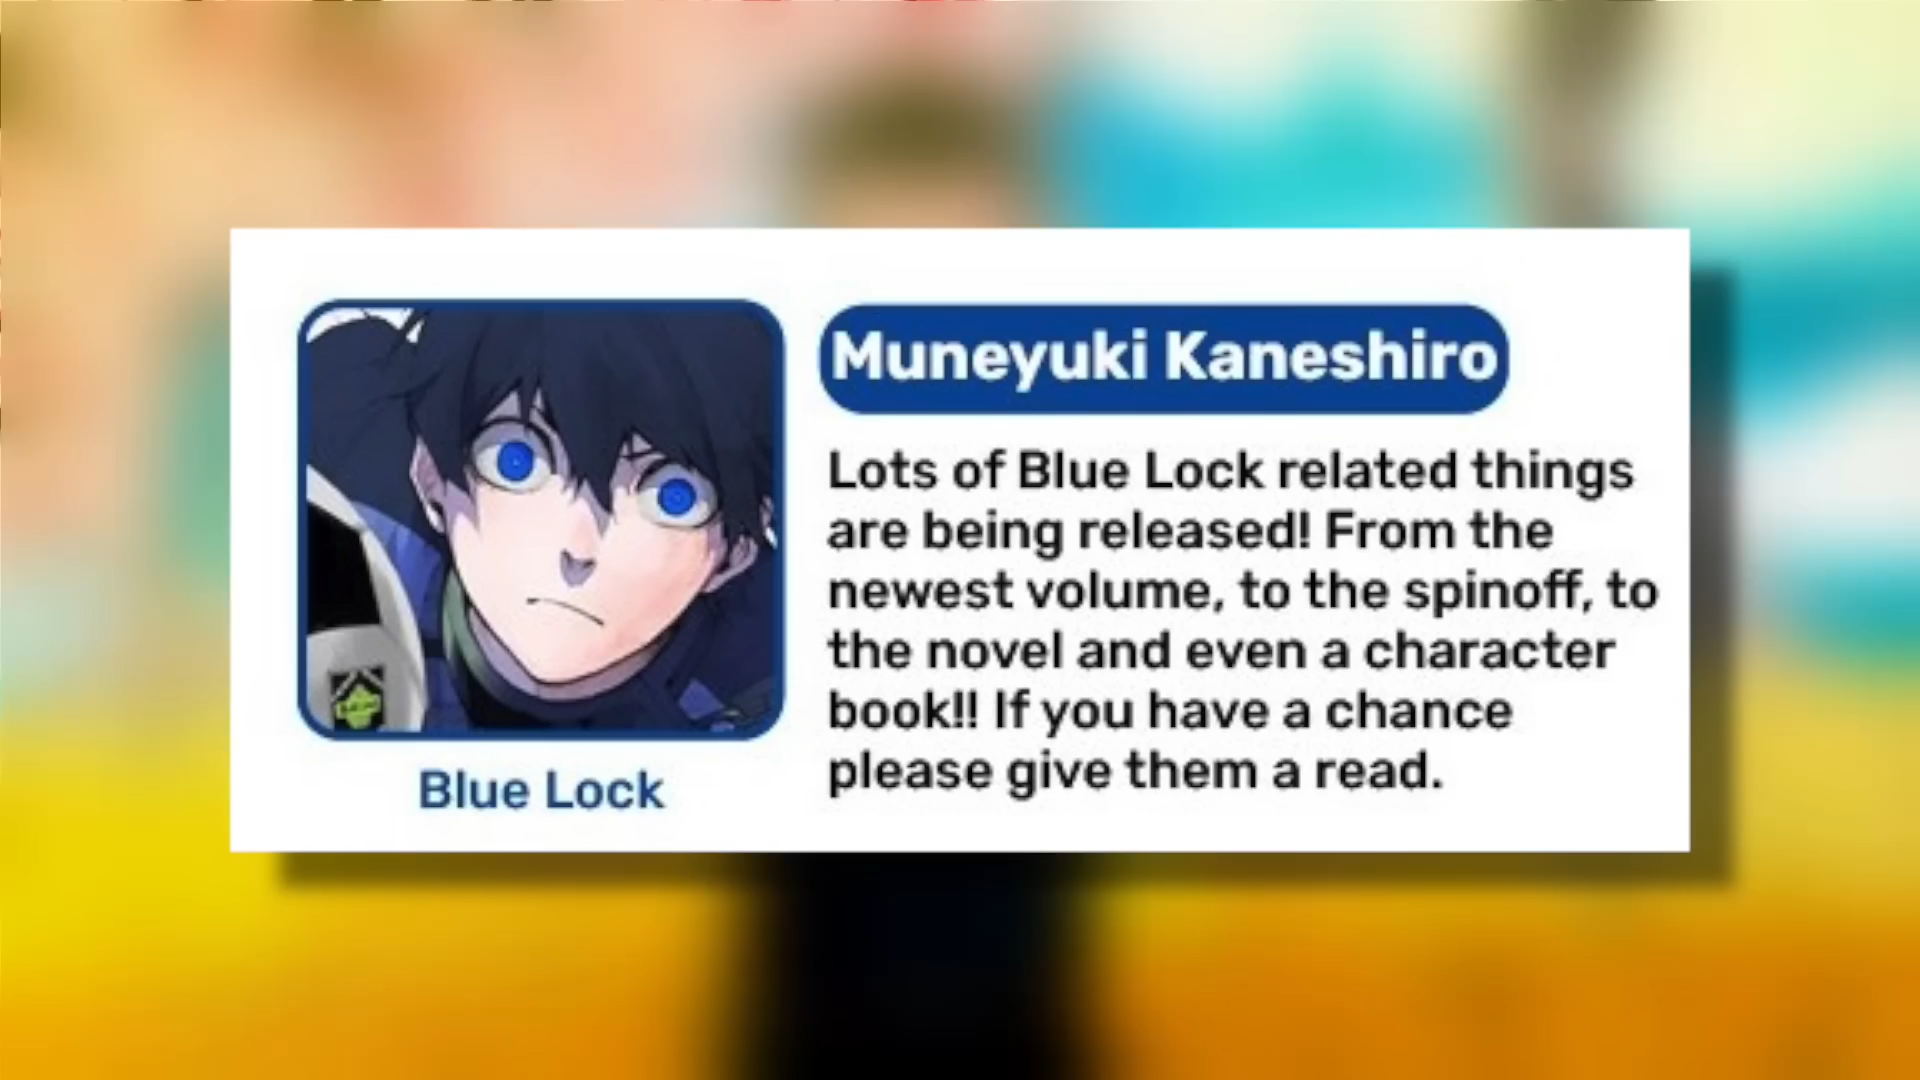 Muneyuki Kaneshiro
Lots of Blue Lock related things
are being released! From the
newest volume, to the spinoff, to
the novel and even a character
book!! If you have a chance
please give them a read.
Blue Lock